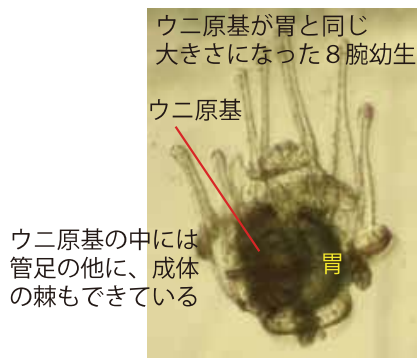 ウニ原基が胃と同じ
大きさになった８腕幼生
ウニ原基
ウニ原基の中には
管足の他に、成体
の棘もできている
胃